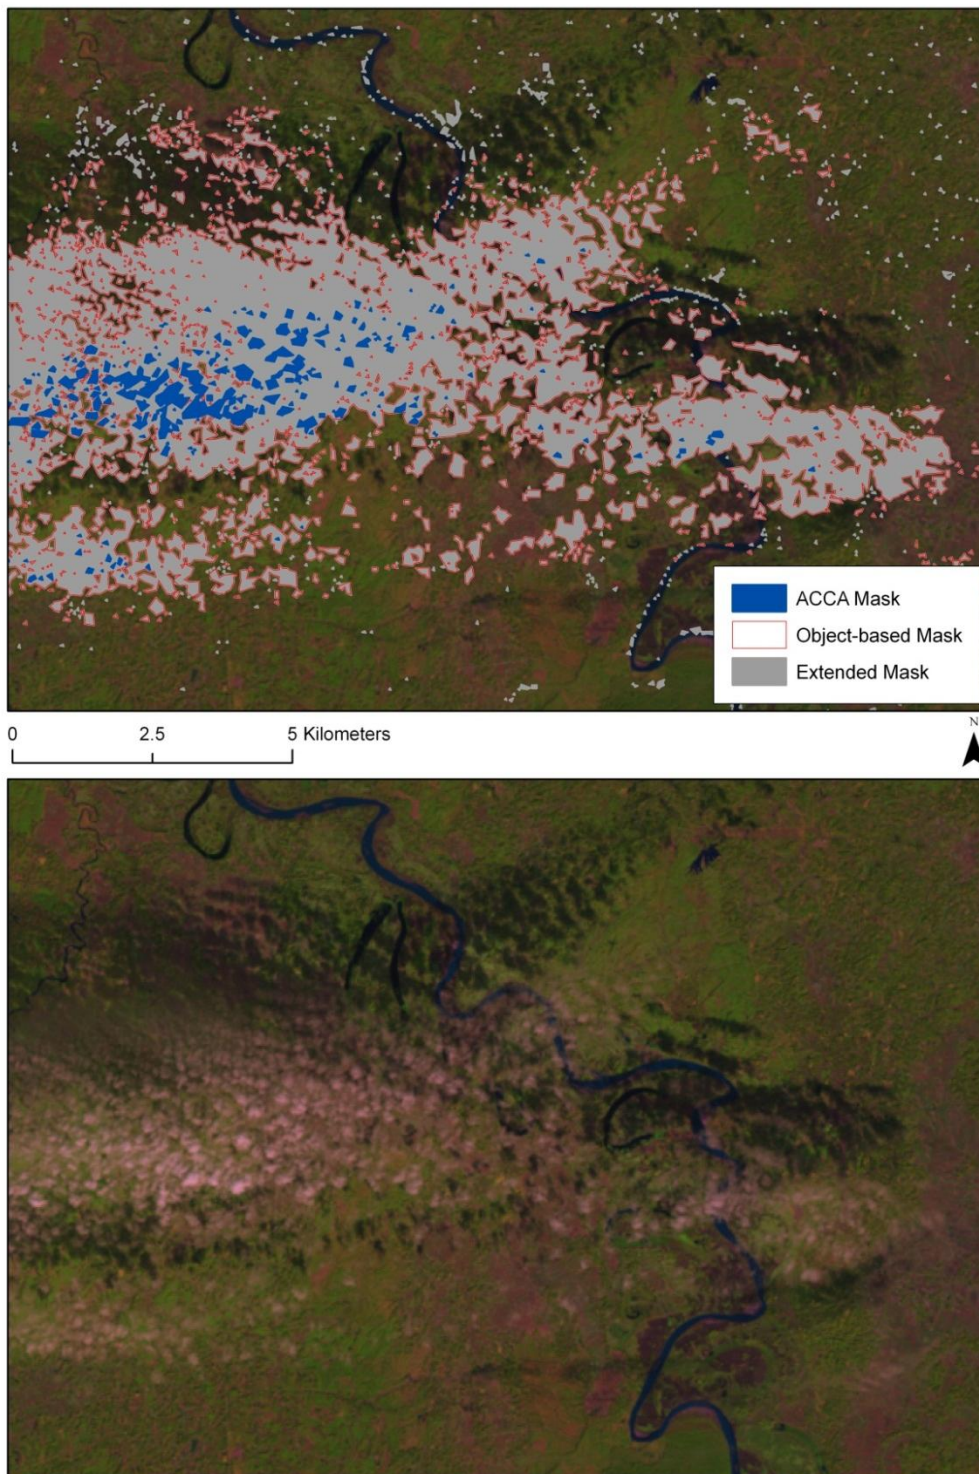 ACCA Mask
Object-based Mask
Extended Mask
0 2.5 5 Kilometers
N